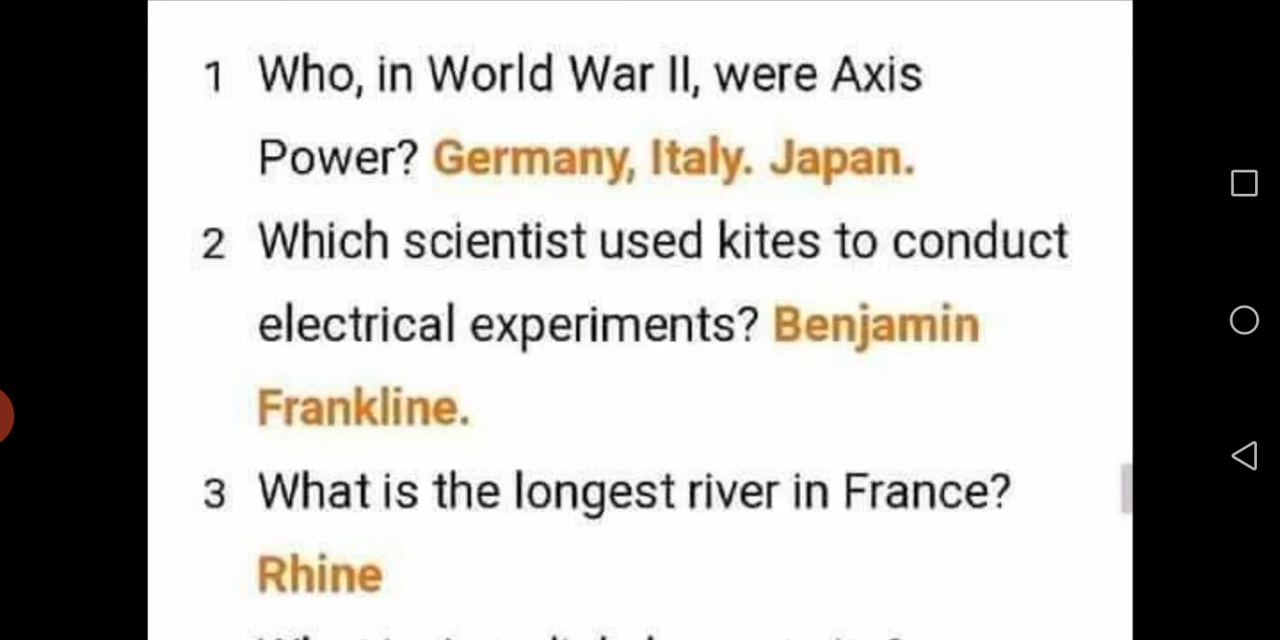 1 Who, in World War II, were Axis
Power? Germany, Italy. Japan.
2 Which scientist used kites to conduct
electrical experiments? Benjamin
Frankline.
3 What is the longest river in France?
Rhine